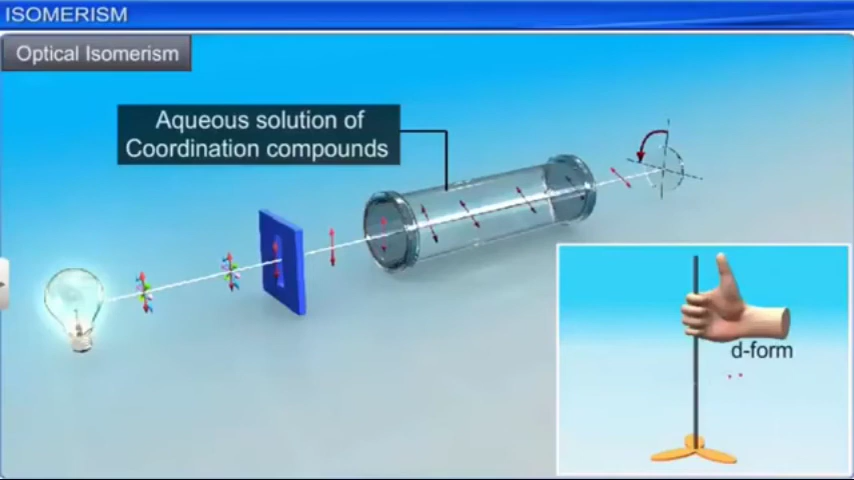 ISOMERISM
Optical Isomerism
Aqueous solution of
Coordination compounds
d-form